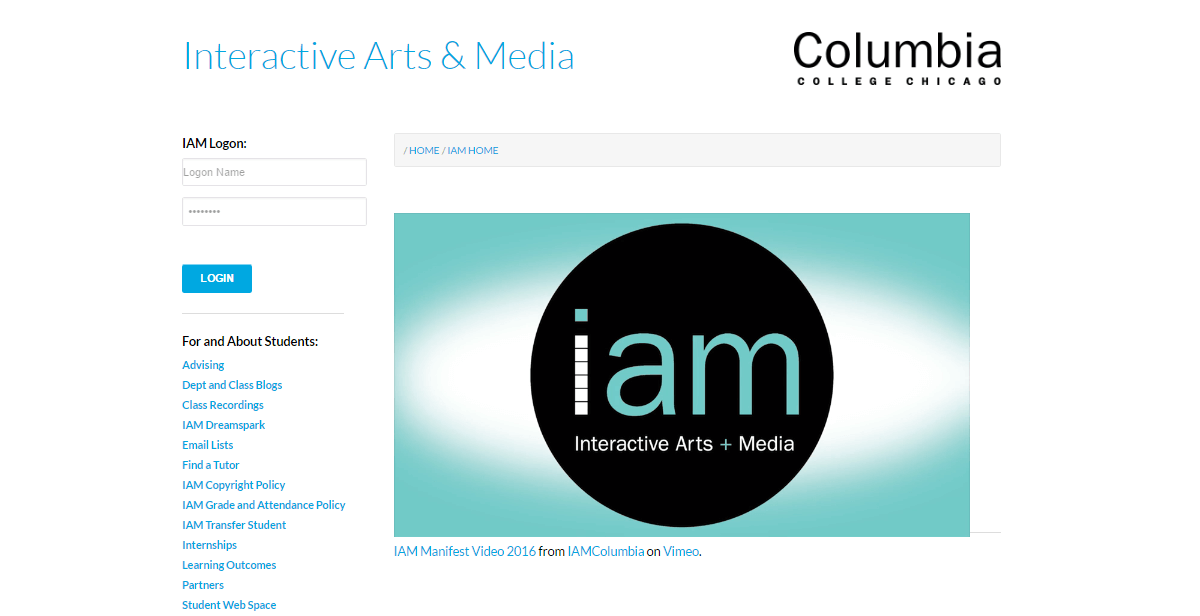 Interactive Arts & Media
Columbia
COLLEGE CHICAGO
IAM Logon:
Logon Name
••••••••
LOGIN
For and About Students:
Advising
Dept and Class Blogs
Class Recordings
IAM Dreamspark
Email Lists
Find a Tutor
IAM Copyright Policy
IAM Grade and Attendance Policy
IAM Transfer Student
Internships
Learning Outcomes
Partners
Student Web Space
/ HOME / IAM HOME
iam
Interactive Arts + Media
IAM Manifest Video 2016 from IAMColumbia on Vimeo.